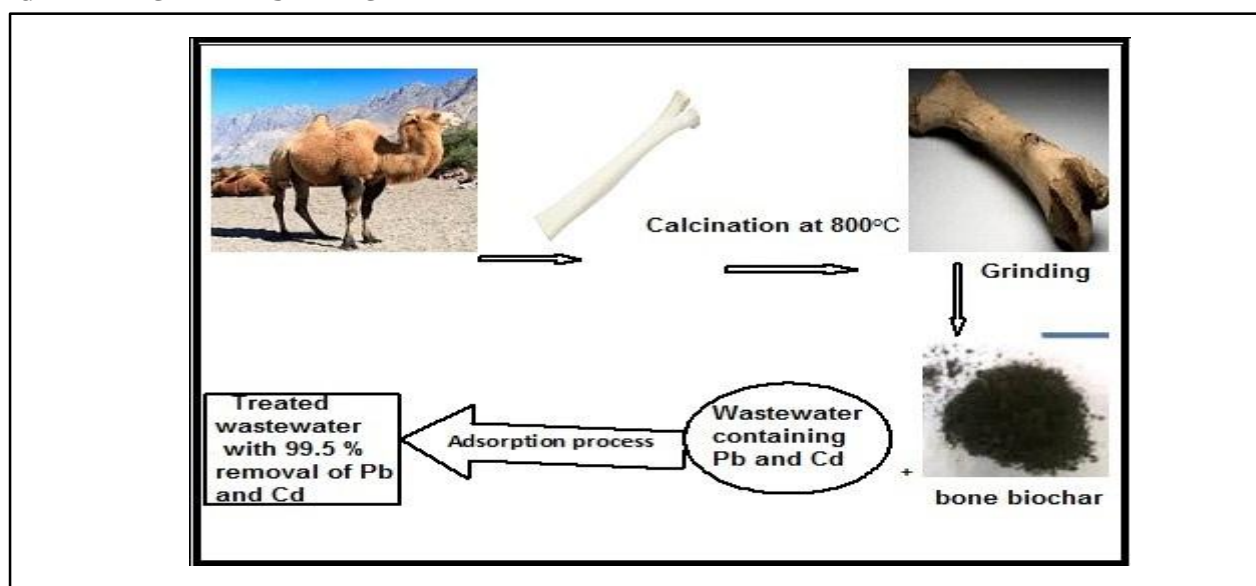 Calcination at 800°C
Grinding
bone biochar
+
Wastewater
containing
Pb and Cd
Adsorption process
Treated
wastewater
with 99.5 %
removal of Pb
and Cd